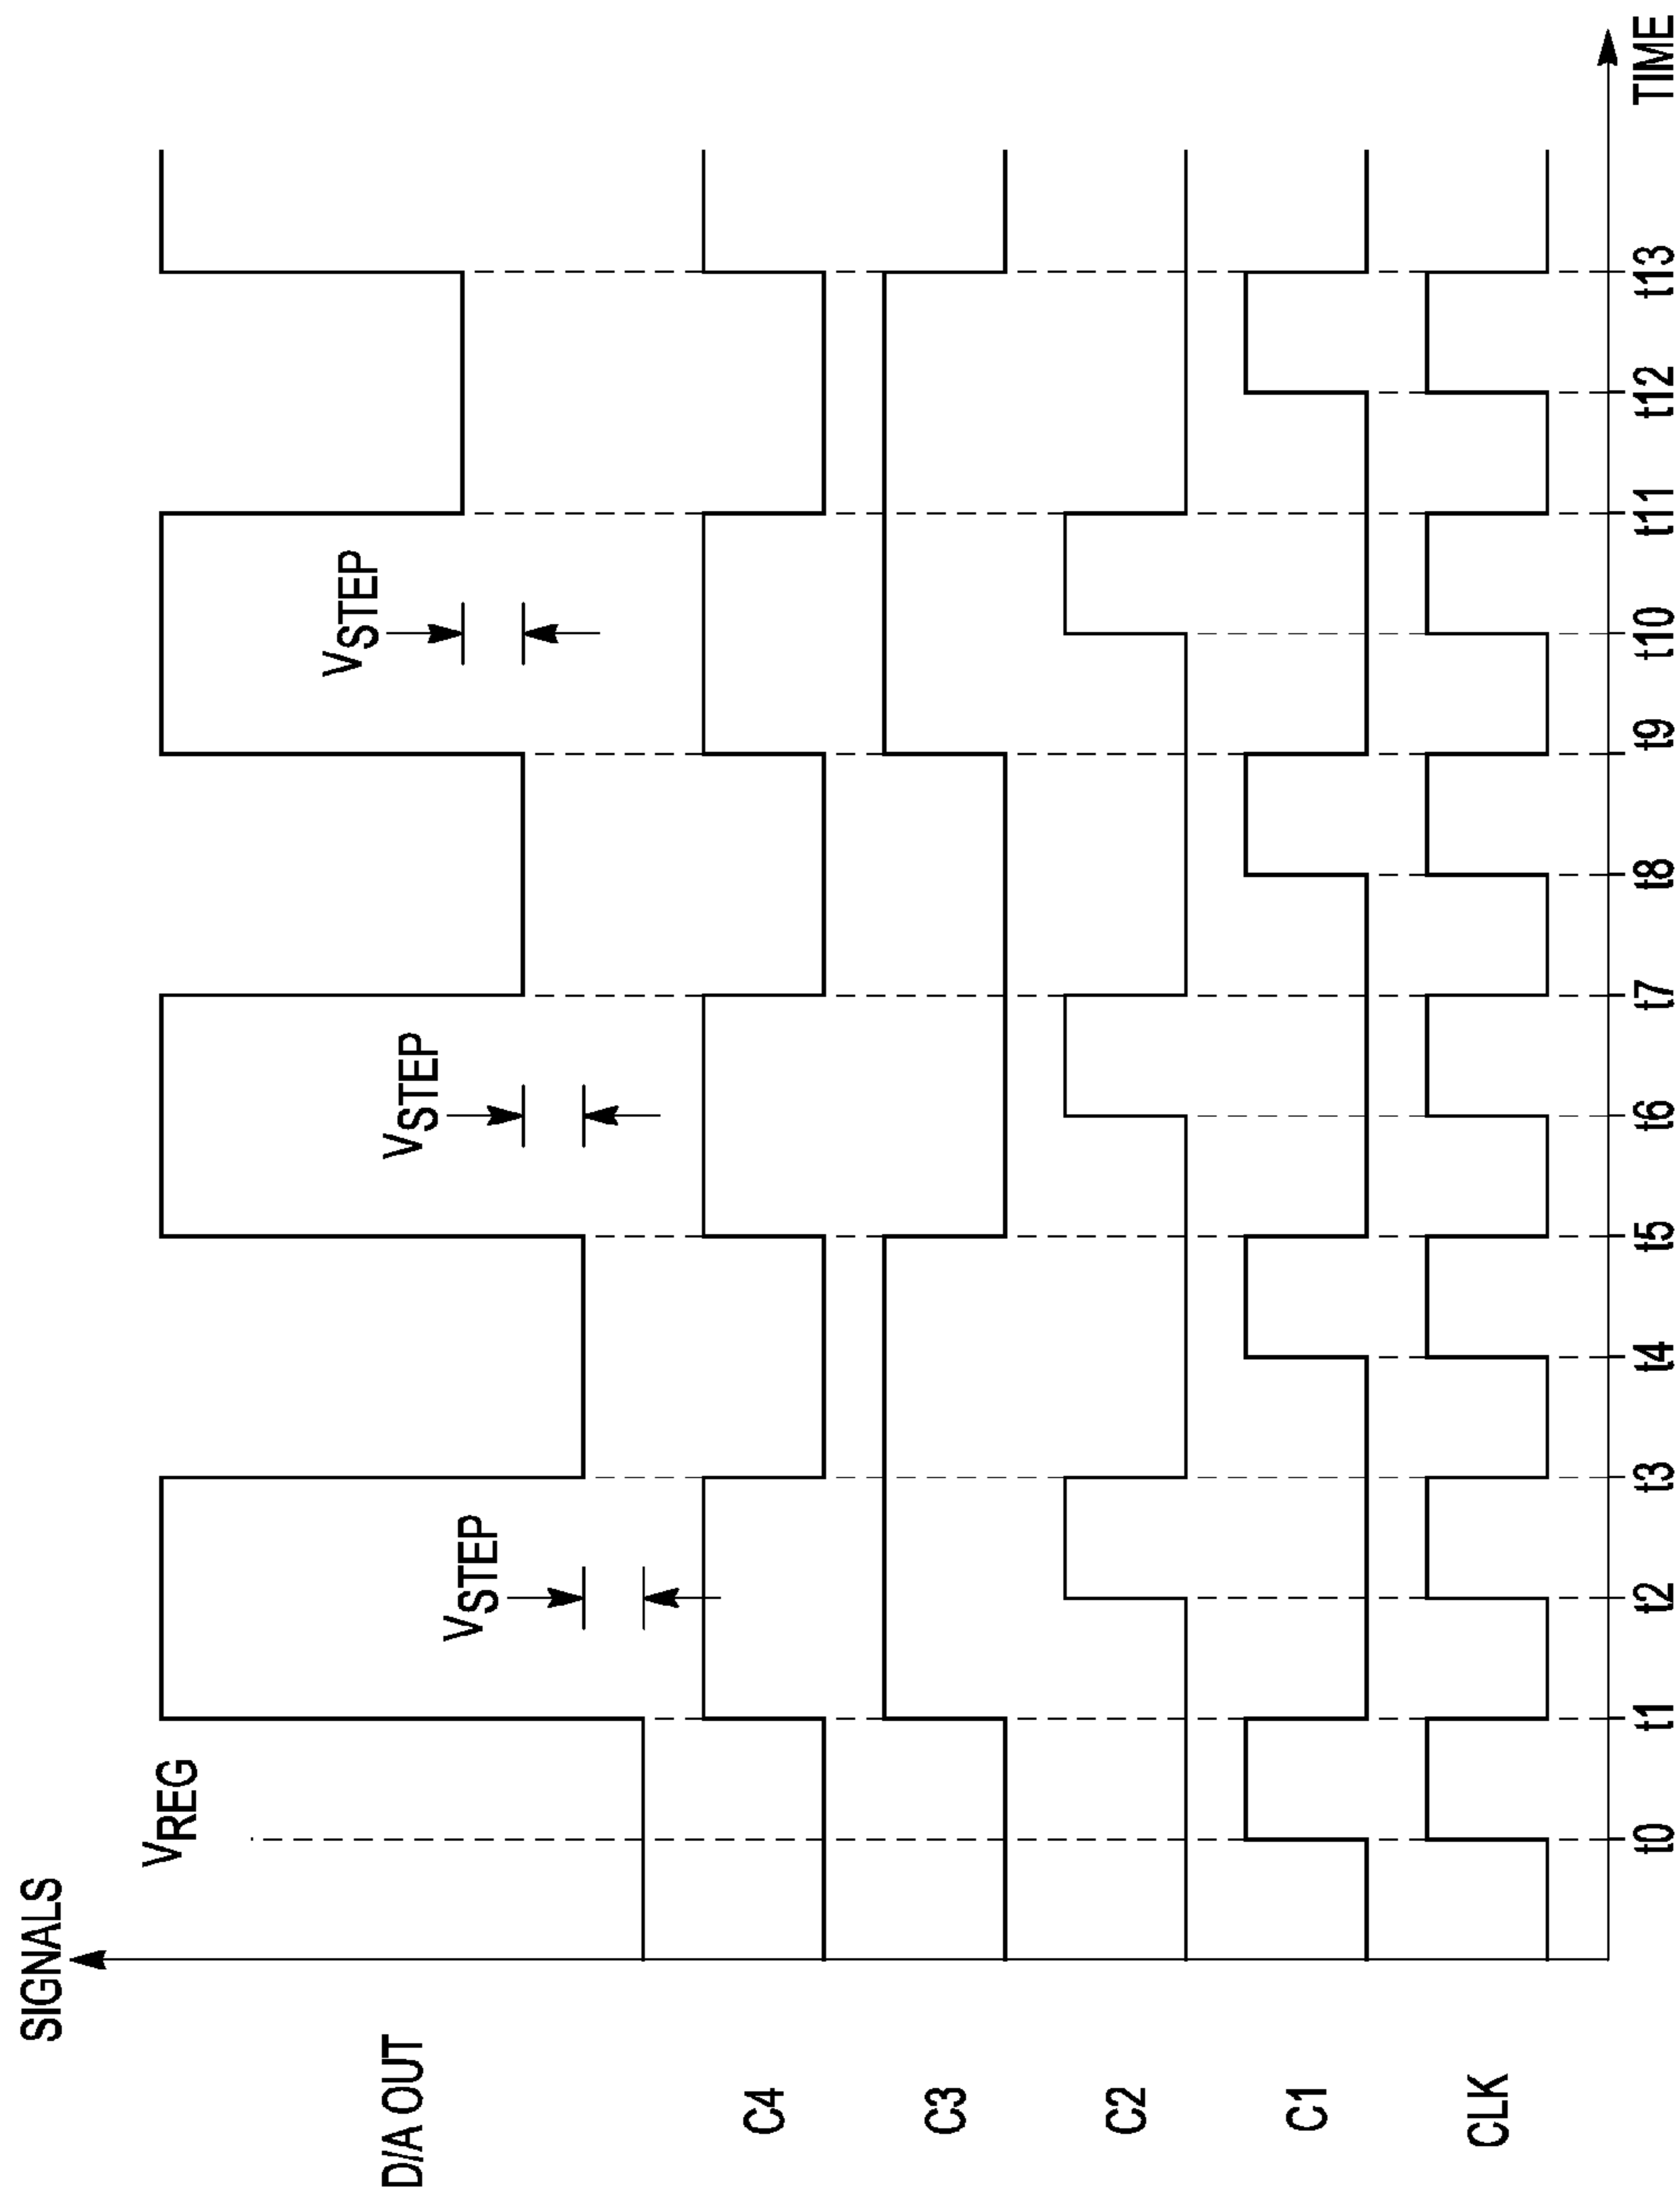 SIGNALS
VREG
VSTEP
VSTEP
VSTEP
D/A OUT
C4
C3
C2
C1
CLK
t0 t1 t2 t3 t4 t5 t6 t7 t8 t9 t10 t11 t12 t13
TIME